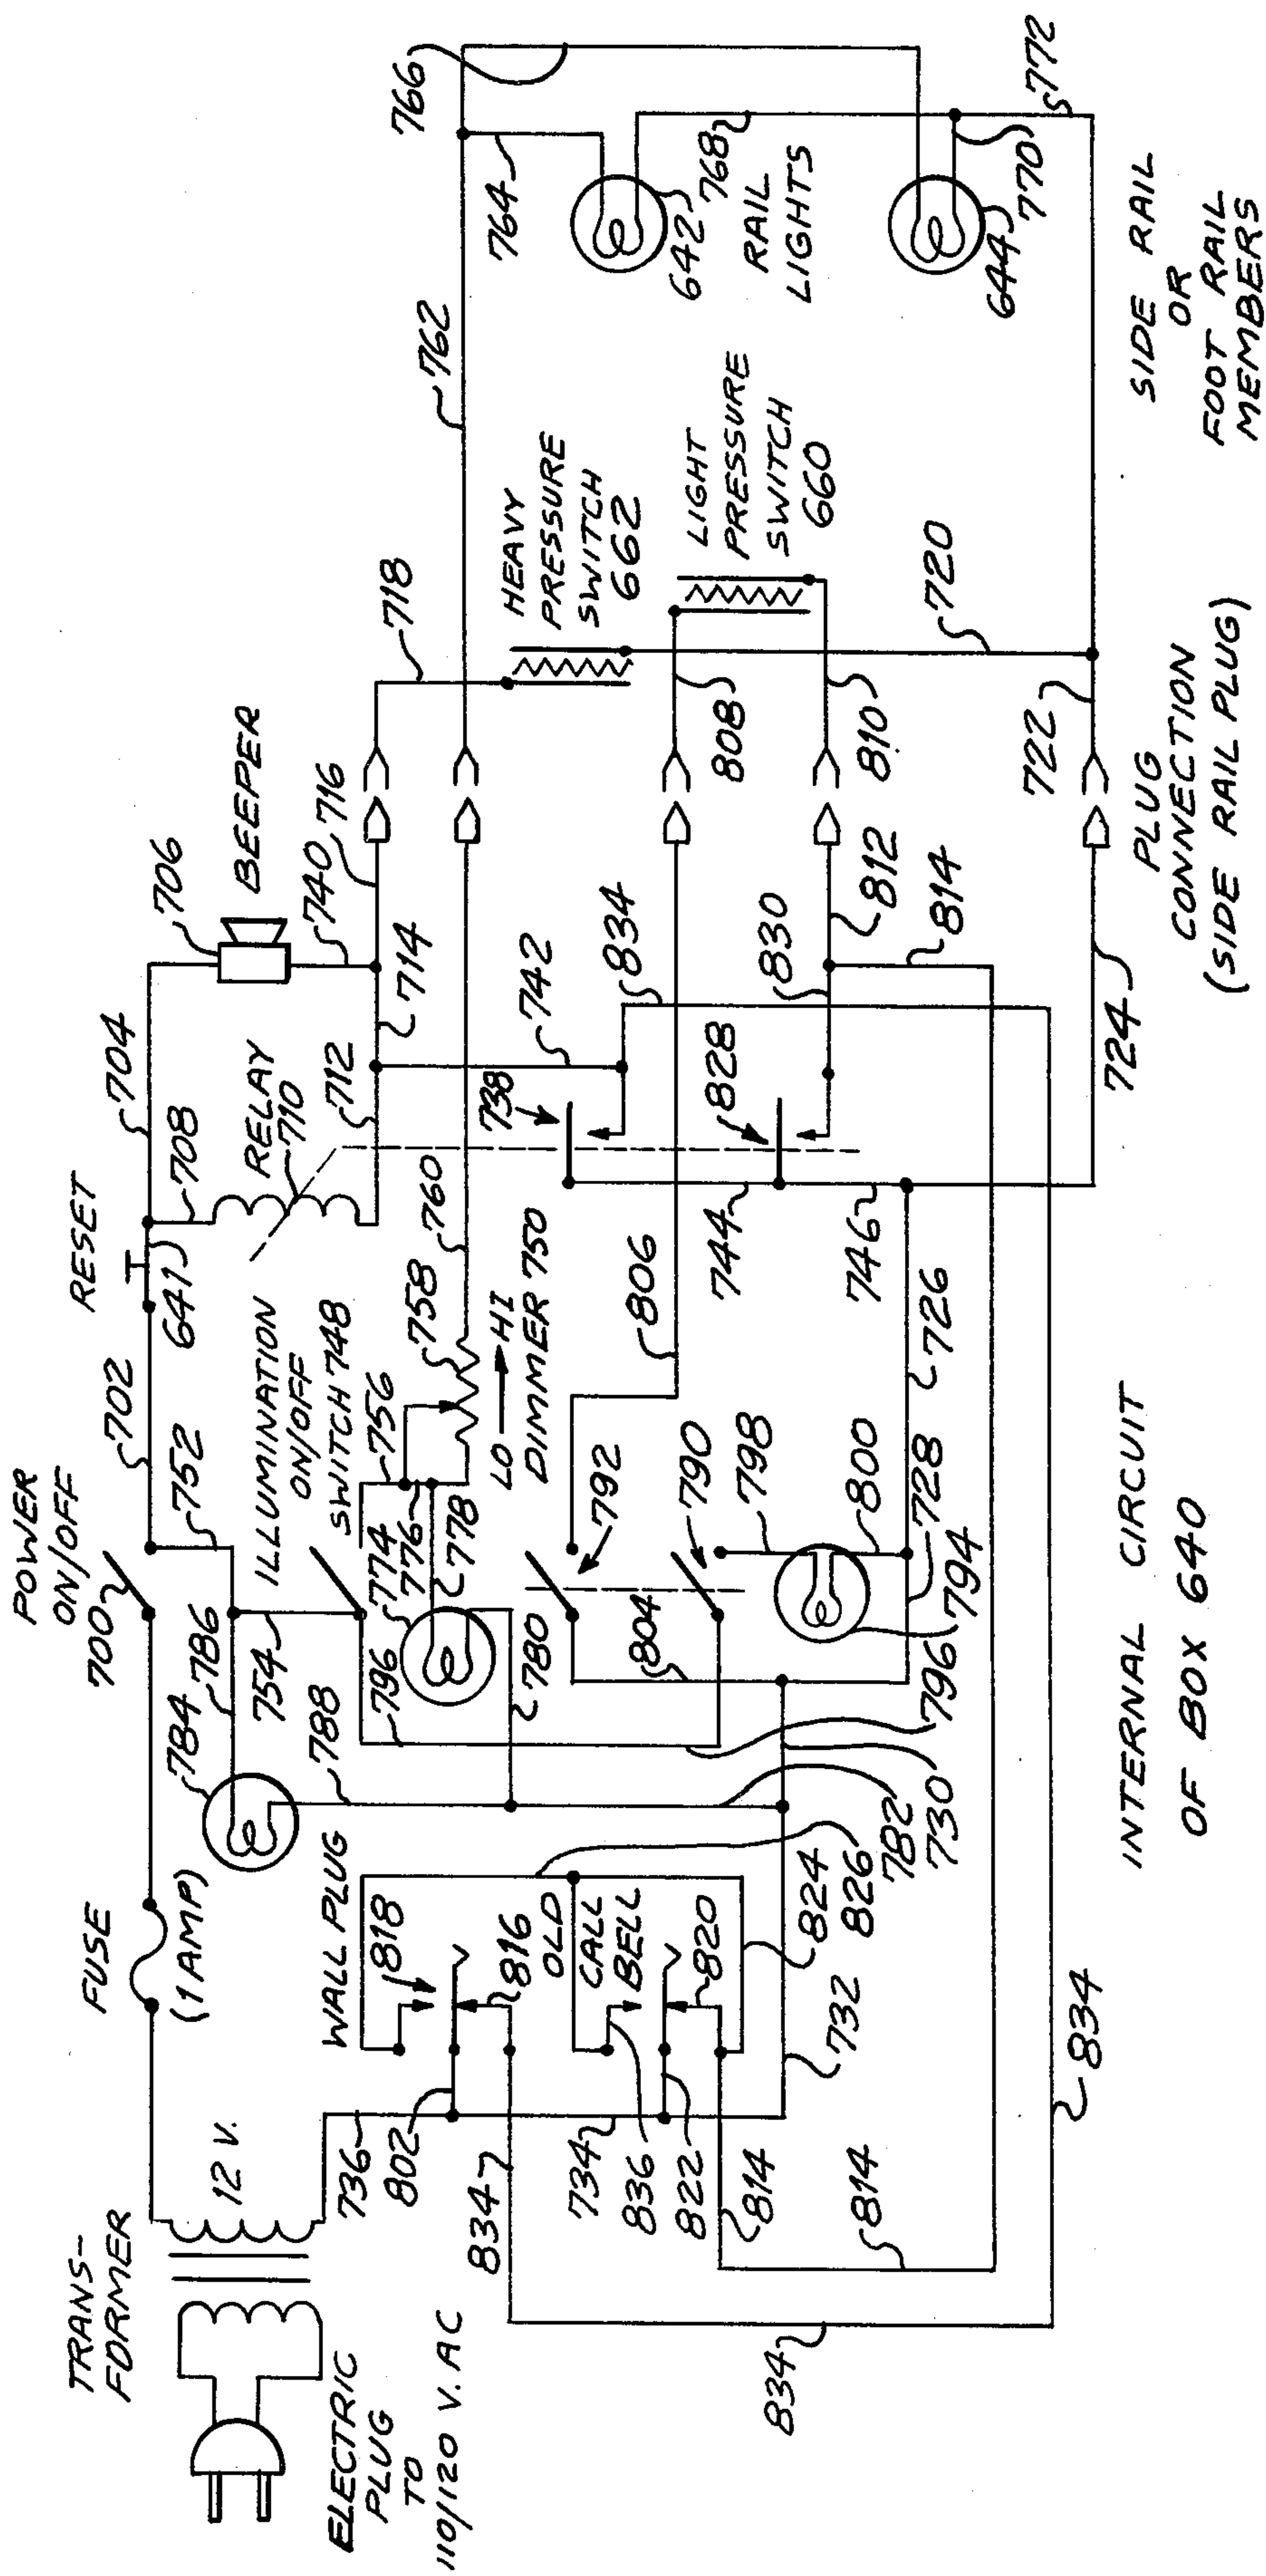 TRANS-
FORMER
12 V.
ELECTRIC
PLUG
TO
110/120 V. AC
FUSE
(1 AMP)
POWER
ON/OFF
700
702
752
RESET
641
704
708
RELAY
710
712
706
BEEPER
740
716
714
718
742
766
764
762
784
786
754
788
ILLUMINATION
ON/OFF
SWITCH 748
756
758
760
LO → HI
DIMMER 750
774
776
778
780
796
WALL PLUG
818
816
OLD
CALL
BELL
820
736
802
834
734
836
822
814
814
834
732
824
826
782
730
796
794
728
800
798
790
792
804
806
726
744
746
738
828
834
830
812
814
724
834
HEAVY
PRESSURE
SWITCH
662
LIGHT
PRESSURE
SWITCH
660
808
810
720
722
642
768
RAIL
LIGHTS
644
770
772
INTERNAL CIRCUIT
OF BOX 640
PLUG
CONNECTION
(SIDE RAIL PLUG)
SIDE RAIL
OR
FOOT RAIL
MEMBERS